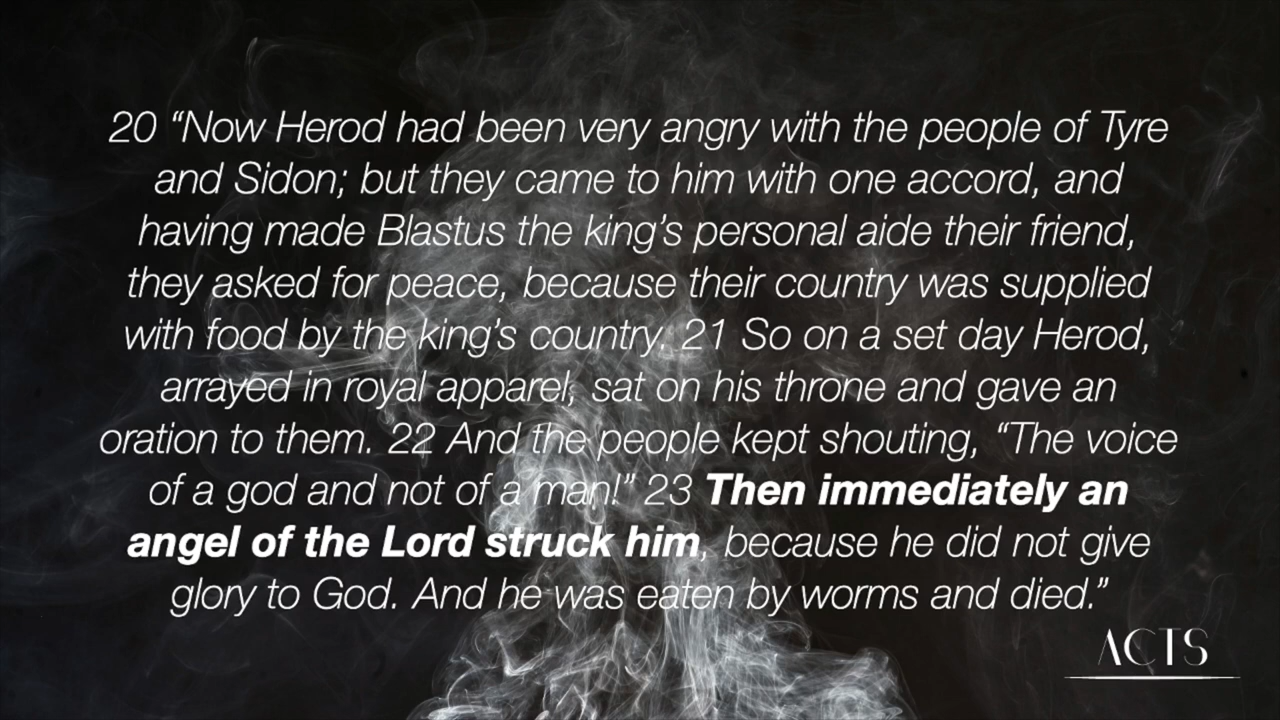 20 “Now Herod had been very angry with the people of Tyre
and Sidon; but they came to him with one accord, and
having made Blastus the king’s personal aide their friend,
they asked for peace, because their country was supplied
with food by the king’s country. 21 So on a set day Herod,
arrayed in royal apparel, sat on his throne and gave an
oration to them. 22 And the people kept shouting, “The voice
of a god and not of a man!” 23 Then immediately an
angel of the Lord struck him, because he did not give
glory to God. And he was eaten by worms and died.”
ACTS